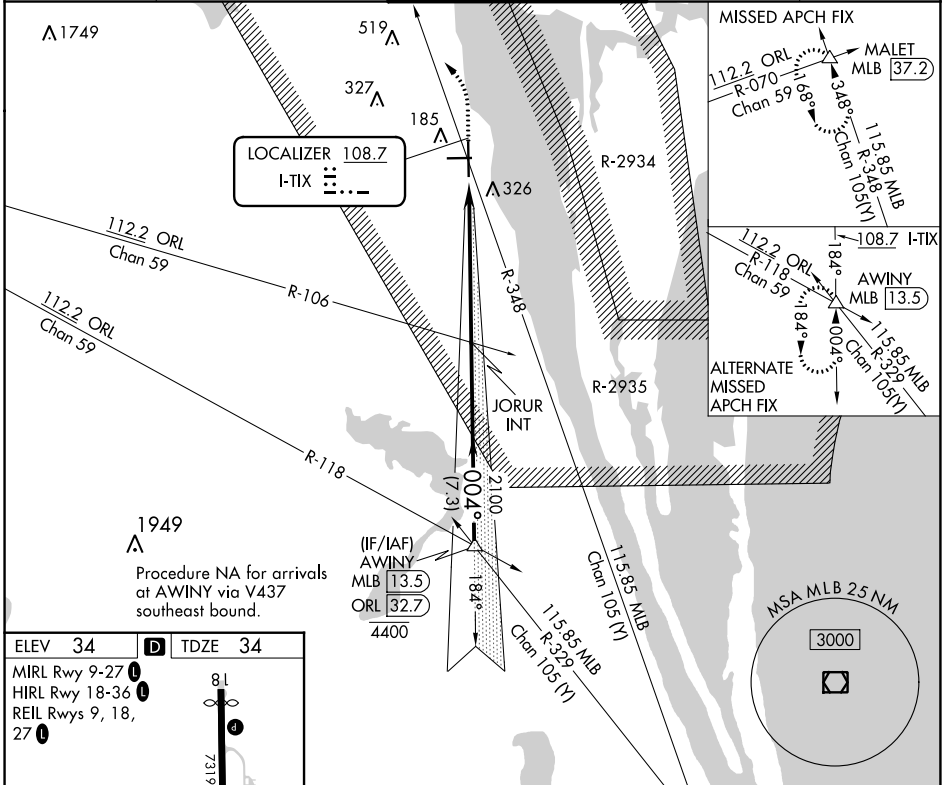 1749
519
327
185
LOCALIZER 108.7
I-TIX
326
R-2934
R-2935
112.2 ORL
Chan 59
R-106
112.2 ORL
Chan 59
R-118
R-348
JORUR
INT
2100
004°
(7.3)
184°
(IF/IAF)
AWINY
MLB 13.5
ORL 32.7
4400
115.85 MLB
Chan 105 (Y)
115.85 MLB
R-329
Chan 105 (Y)
1949
Procedure NA for arrivals
at AWINY via V437
southeast bound.
MISSED APCH FIX
MALET
MLB 37.2
112.2 ORL
R-070
Chan 59
168°
348°
115.85 MLB
R-348
Chan 105(Y)
108.7 I-TIX
184°
112.2 ORL
R-118
Chan 59
AWINY
MLB 13.5
184°
004°
115.85 MLB
R-329
Chan 105(Y)
ALTERNATE
MISSED
APCH FIX
MSA MLB 25 NM
3000
ELEV 34 D TDZE 34
MIRL Rwy 9-27 L
HIRL Rwy 18-36 L
REIL Rwys 9, 18,
27 L
18
P
7319